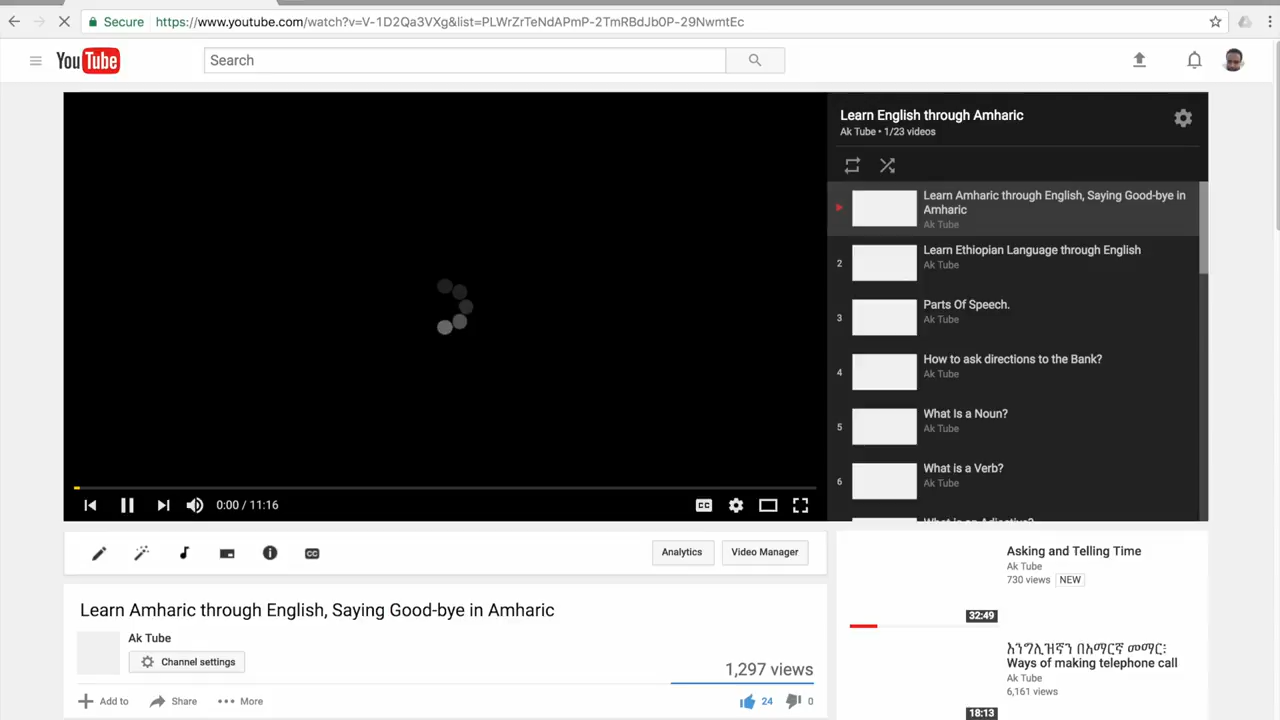 Secure
https://www.youtube.com/watch?v=V-1D2Qa3VXg&list=PLWrZrTeNdAPmP-2TmRBdJb0P-29NwmtEc
YouTube
Search
Learn English through Amharic
Ak Tube • 1/23 videos
Learn Amharic through English, Saying Good-bye in
Amharic
Ak Tube
2
Learn Ethiopian Language through English
Ak Tube
3
Parts Of Speech.
Ak Tube
4
How to ask directions to the Bank?
Ak Tube
5
What Is a Noun?
Ak Tube
6
What is a Verb?
Ak Tube
What is an Adjective?
0:00 / 11:16
CC
CC
Analytics
Video Manager
Learn Amharic through English, Saying Good-bye in Amharic
Ak Tube
Channel settings
1,297 views
Add to
Share
More
24
0
Asking and Telling Time
Ak Tube
730 views NEW
32:49
እንግሊዝኛን በአማርኛ መማር፤
Ways of making telephone call
Ak Tube
6,161 views
18:13